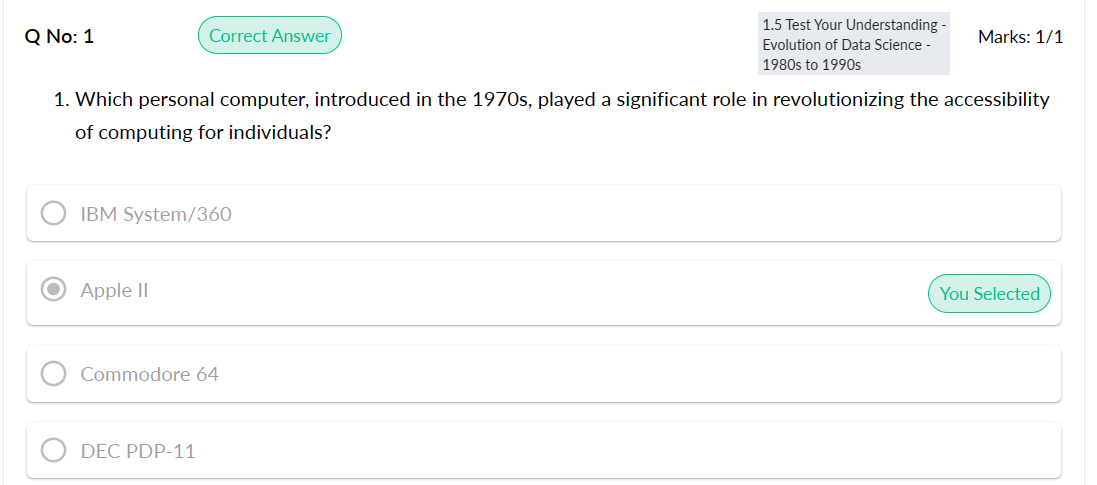 Q No: 1
Correct Answer
1.5 Test Your Understanding -
Evolution of Data Science -
1980s to 1990s
Marks: 1/1
1. Which personal computer, introduced in the 1970s, played a significant role in revolutionizing the accessibility
of computing for individuals?
IBM System/360
Apple II
You Selected
Commodore 64
DEC PDP-11